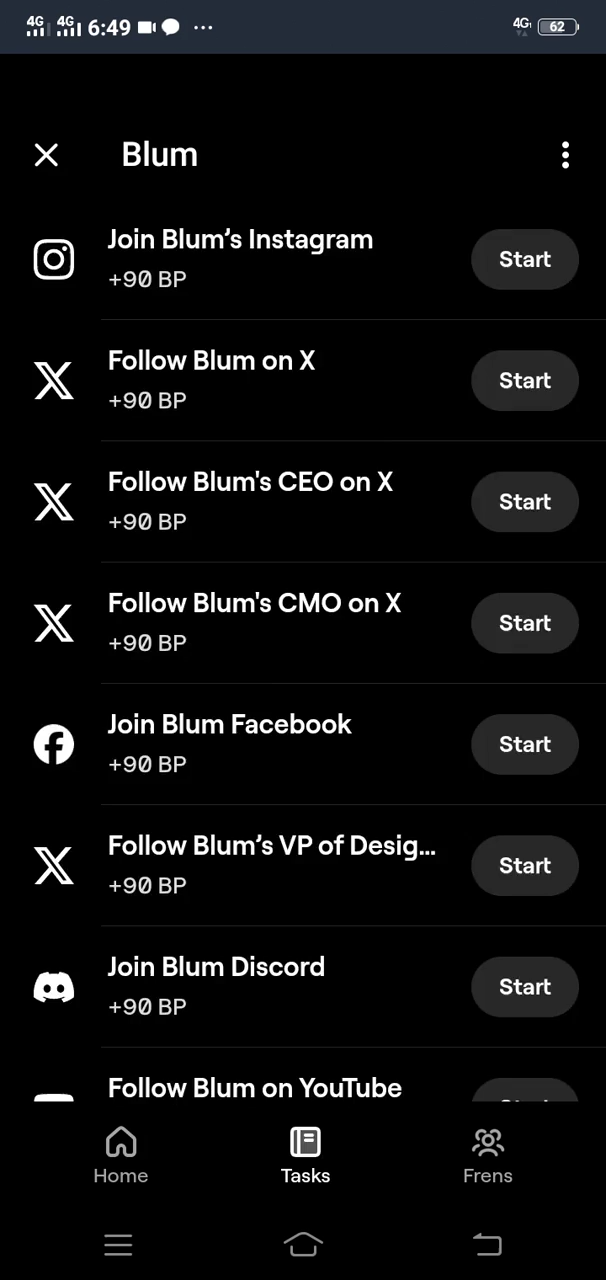 4G 4G 6:49 ... 4G 62
Blum
Join Blum’s Instagram
+90 BP
Start
Follow Blum on X
+90 BP
Start
Follow Blum's CEO on X
+90 BP
Start
Follow Blum's CMO on X
+90 BP
Start
Join Blum Facebook
+90 BP
Start
Follow Blum’s VP of Desig...
+90 BP
Start
Join Blum Discord
+90 BP
Start
Follow Blum on YouTube
Home
Tasks
Frens